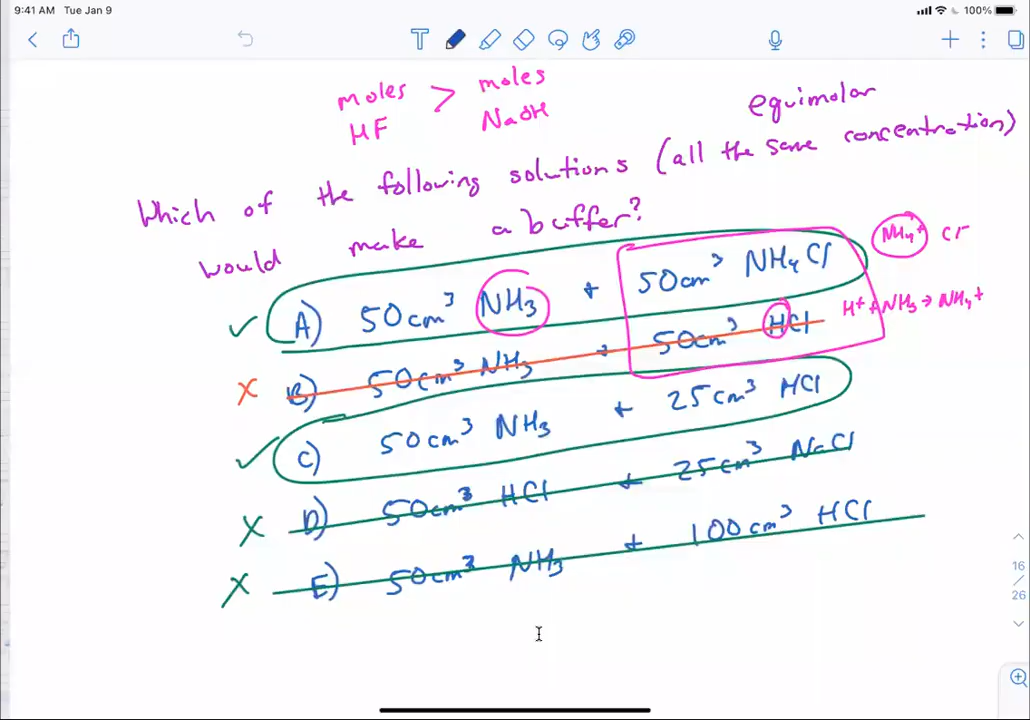 9:41 AM Tue Jan 9
100%
T
moles > moles
HF NaOH
equimolar
Which of the following solutions (all the same concentration)
would make a buffer?
NH4+ Cl-
✓ A) 50cm³ NH3 + 50cm³ NH4Cl
H+ + NH3 → NH4+
X B) 50cm³ NH3 + 50cm³ HCl
✓ C) 50cm³ NH3 + 25cm³ HCl
X D) 50cm³ HCl + 25cm³ NaCl
X E) 50cm³ NH3 + 100cm³ HCl
16
/
26